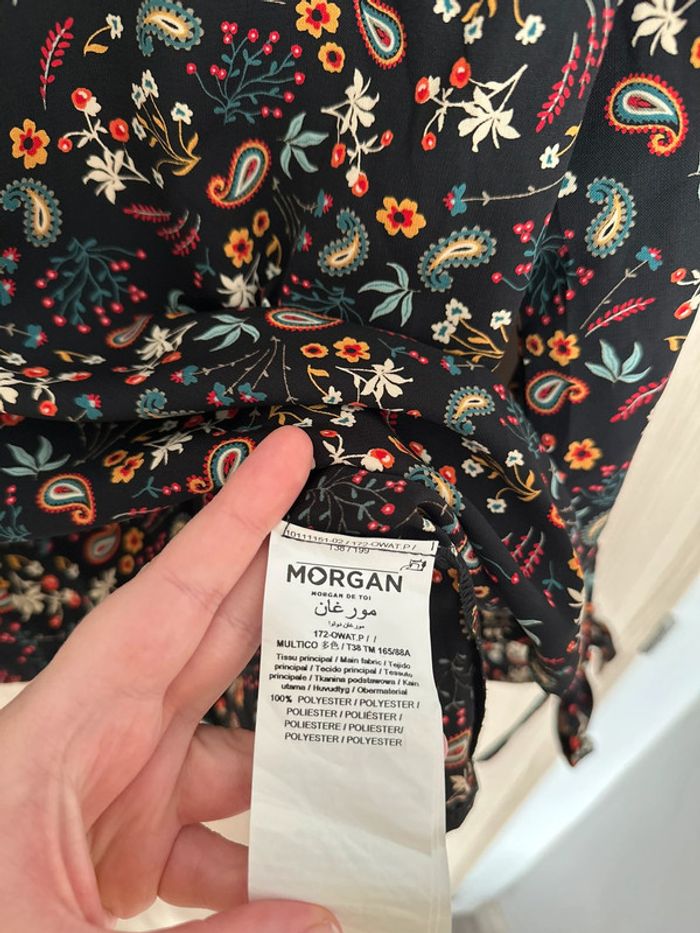 10111151-02 / 172-OWAT.P /
T38 / 199
MORGAN
MORGAN DE TOI
مورغان
مورغان دوتوا
172-OWAT.P / /
MULTICO 多色 / T38 TM 165/88A
Tissu principal / Main fabric / Tejido
principal / Tecido principal / Tessuto
principale / Tkanina podstawowa / Kain
utama / Huvudtyg / Obermaterial
100% POLYESTER / POLYESTER /
POLIESTER / POLIÉSTER /
POLIESTERE / POLIESTER/
POLYESTER / POLYESTER